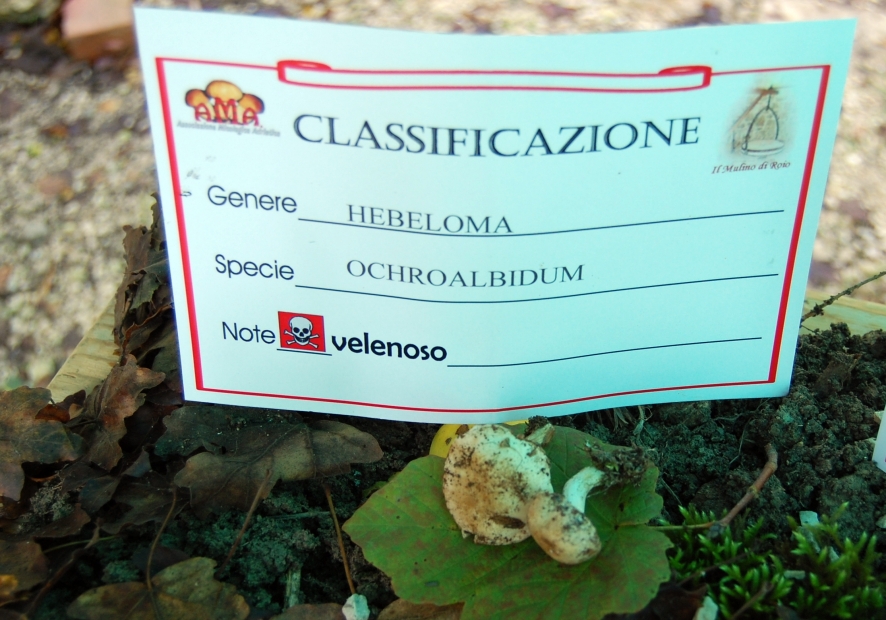 AMA
CLASSIFICAZIONE
Il Mulino di Roio
Genere HEBELOMA
Specie OCHROALBIDUM
Note velenoso